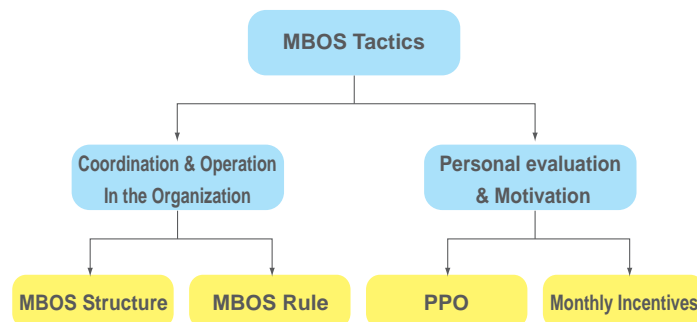 MBOS Tactics
Coordination & Operation
In the Organization
Personal evaluation
& Motivation
MBOS Structure
MBOS Rule
PPO
Monthly Incentives